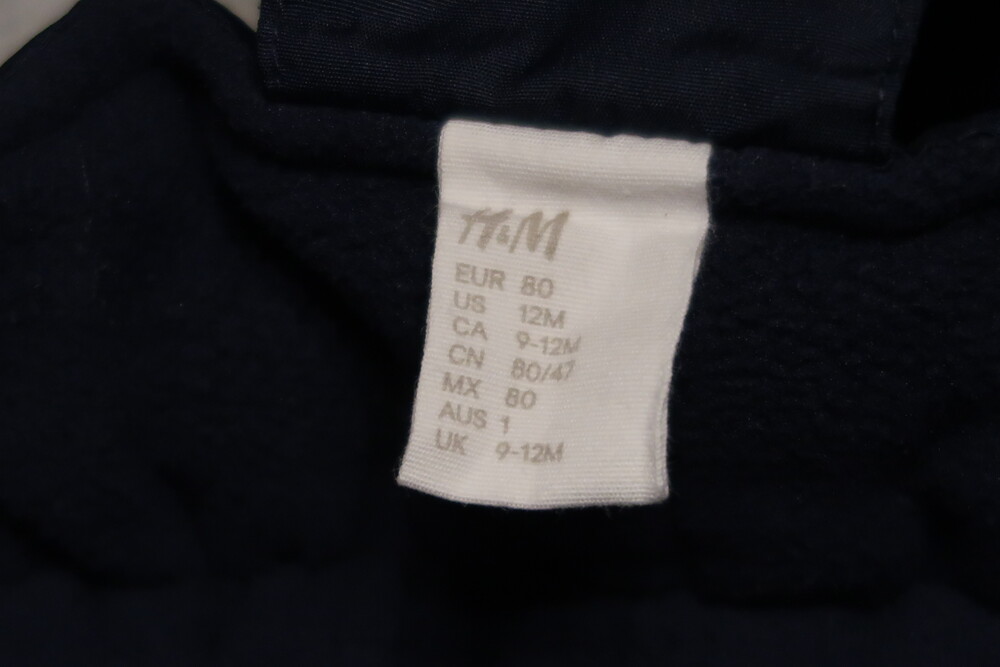 H&M
EUR 80
US 12M
CA 9-12M
CN 80/47
MX 80
AUS 1
UK 9-12M